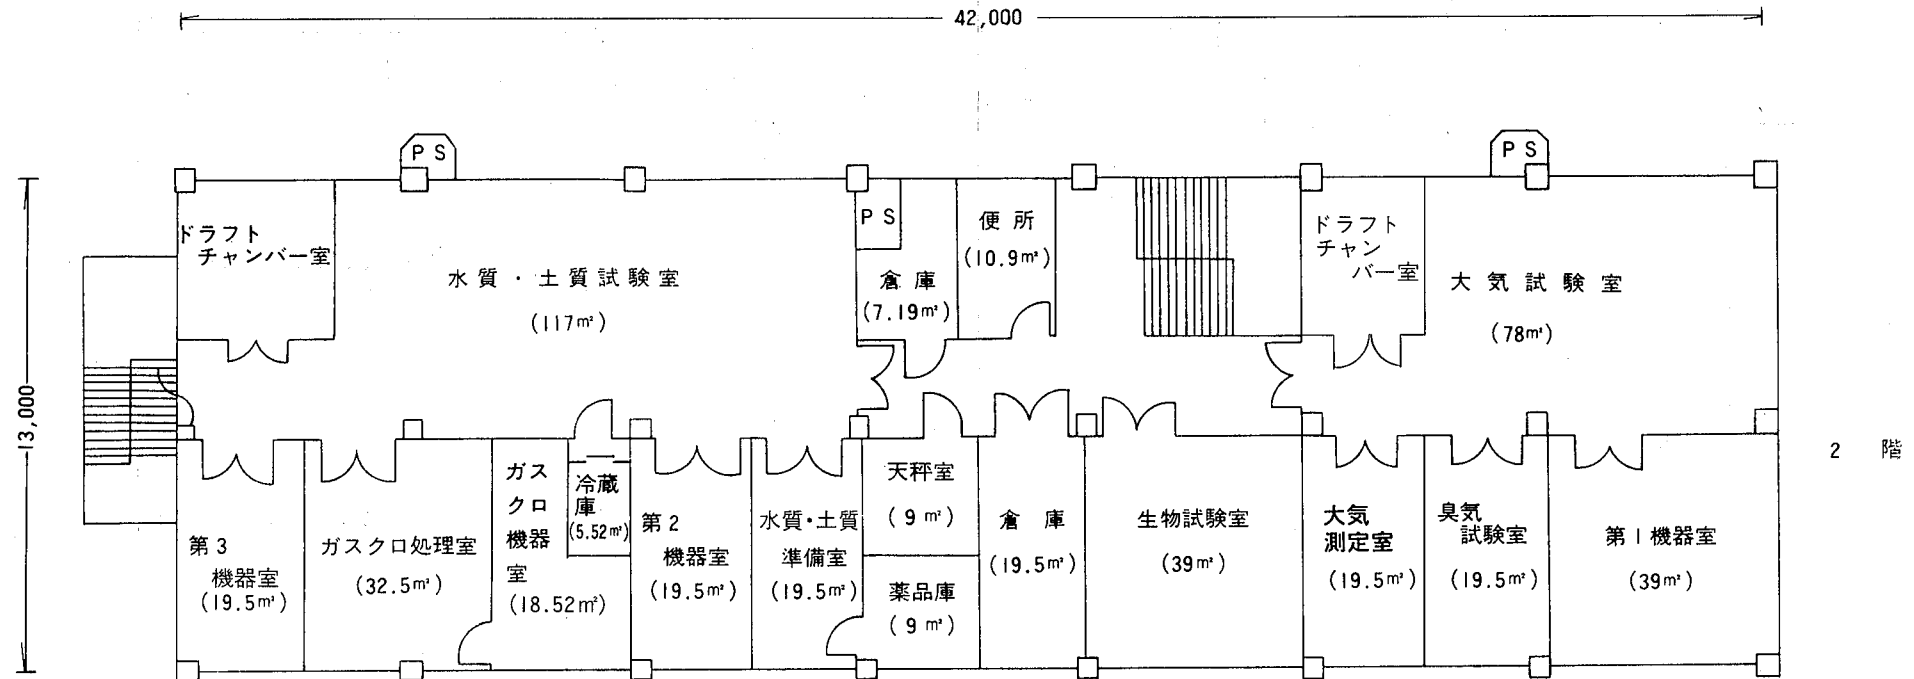 42,000
P S
P S
P S
便 所
(10.9㎡)
ドラフト
チャンバー室
水 質 ・ 土 質 試 験 室
(117㎡)
倉 庫
(7.19㎡)
ドラフト
チャン
バー室
大 気 試 験 室
(78㎡)
13,000
2 階
第3
機器室
(19.5㎡)
ガスクロ処理室
(32.5㎡)
ガス
クロ
機器
室
(18.52㎡)
冷蔵
庫
(5.52㎡)
第2
機器室
(19.5㎡)
水質・土質
準備室
(19.5㎡)
天秤室
(9㎡)
薬品庫
(9㎡)
倉 庫
(19.5㎡)
生物試験室
(39㎡)
大気
測定室
(19.5㎡)
臭気
試験室
(19.5㎡)
第1機器室
(39㎡)